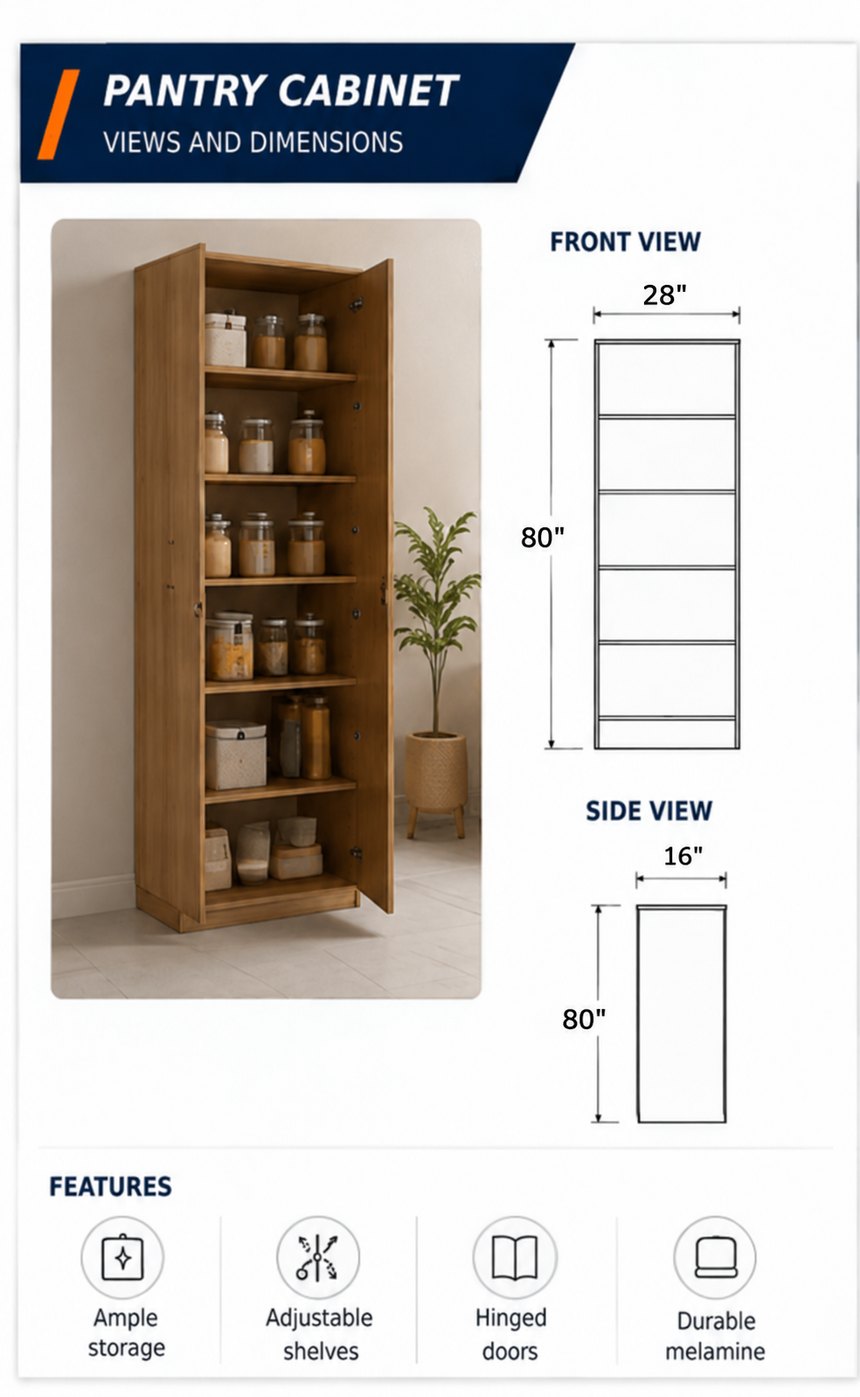 PANTRY CABINET
VIEWS AND DIMENSIONS
FRONT VIEW
28"
80"
SIDE VIEW
16"
80"
FEATURES
Ample
storage
Adjustable
shelves
Hinged
doors
Durable
melamine